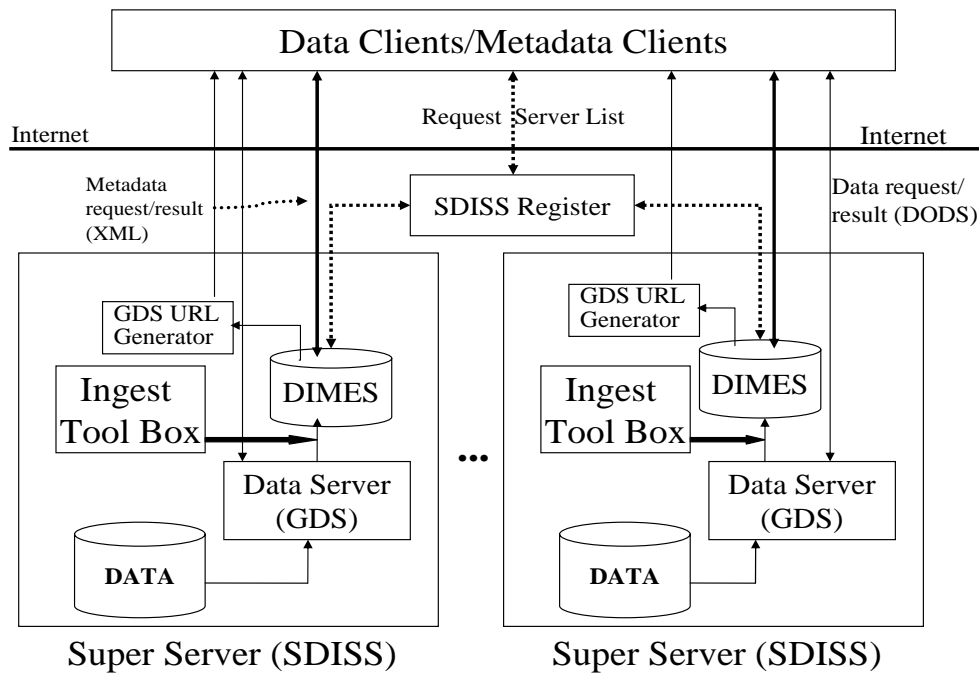 Data Clients/Metadata Clients
Request Server List
Internet
Internet
Metadata
request/result
(XML)
SDISS Register
Data request/
result (DODS)
GDS URL
Generator
DIMES
Ingest
Tool Box
Data Server
(GDS)
DATA
...
GDS URL
Generator
DIMES
Ingest
Tool Box
Data Server
(GDS)
DATA
Super Server (SDISS)
Super Server (SDISS)